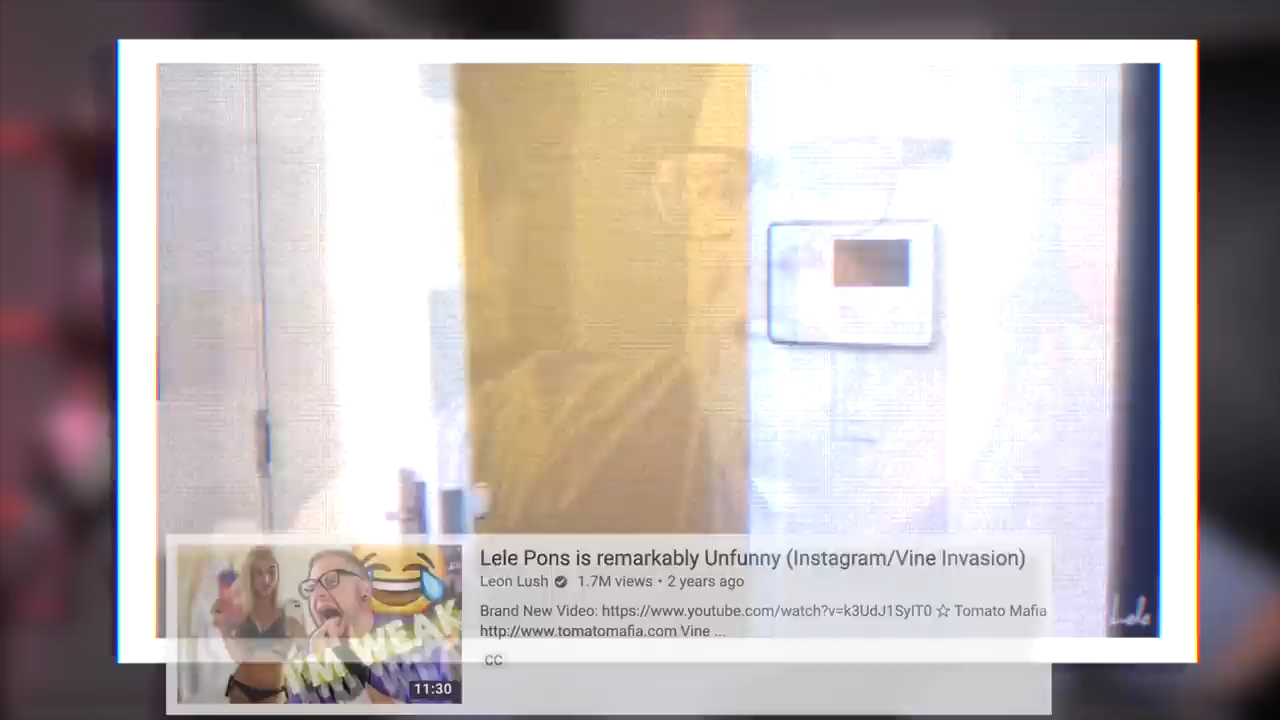 Lele
Lele Pons is remarkably Unfunny (Instagram/Vine Invasion)
Leon Lush 1.7M views • 2 years ago
Brand New Video: https://www.youtube.com/watch?v=k3UdJ1SyIT0 ☆ Tomato Mafia
http://www.tomatomafia.com Vine ...
CC
I'M WEAK
11:30